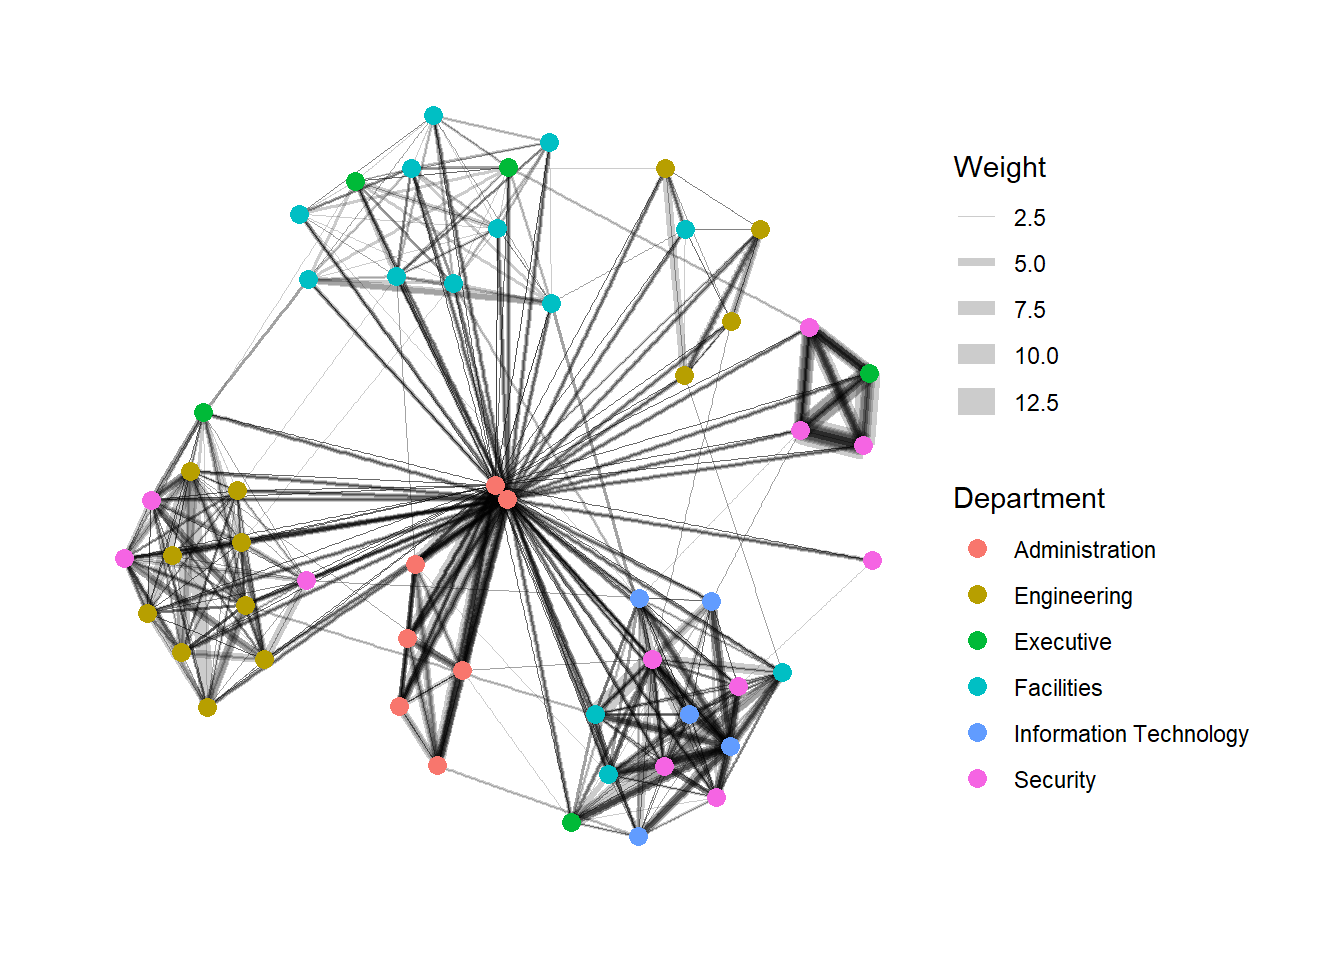 Weight
2.5
5.0
7.5
10.0
12.5
Department
Administration
Engineering
Executive
Facilities
Information Technology
Security